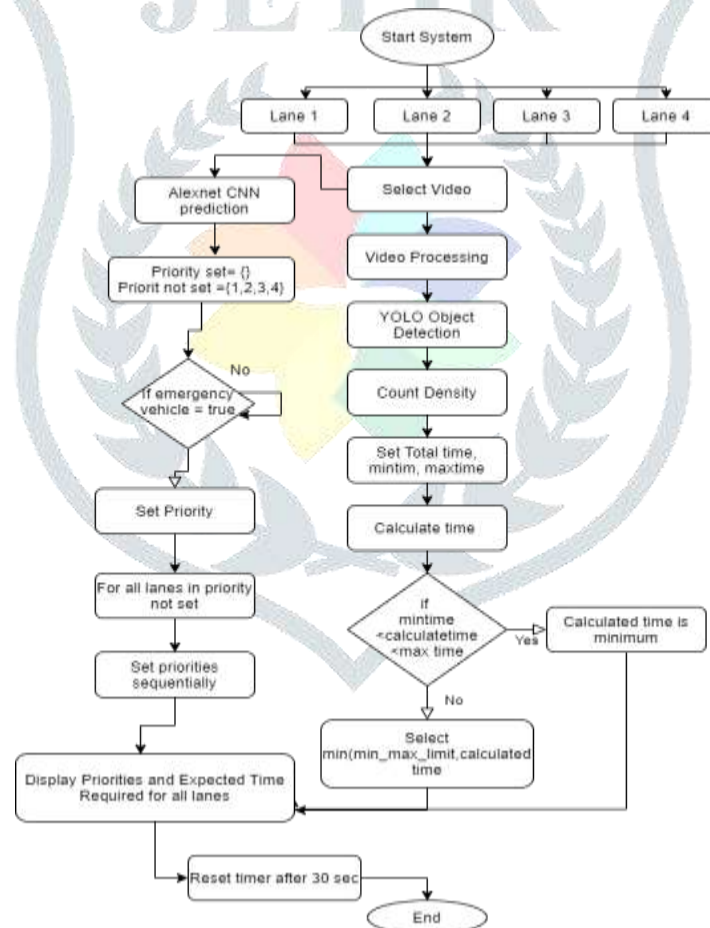 JETIR
Start System
Lane 1
Lane 2
Lane 3
Lane 4
Alexnet CNN
prediction
Select Video
Priority set= {}
Priorit not set ={1,2,3,4}
Video Processing
YOLO Object
Detection
No
If emergency
vehicle = true
Count Density
Set Total time,
mintim, maxtime
Set Priority
Calculate time
For all lanes in priority
not set
if
mintime
<calculatetime
<max time
Yes
Calculated time is
minimum
Set priorities
sequentially
No
Select
min(min_max_limit,calculated
time
Display Priorities and Expected Time
Required for all lanes
Reset timer after 30 sec
End